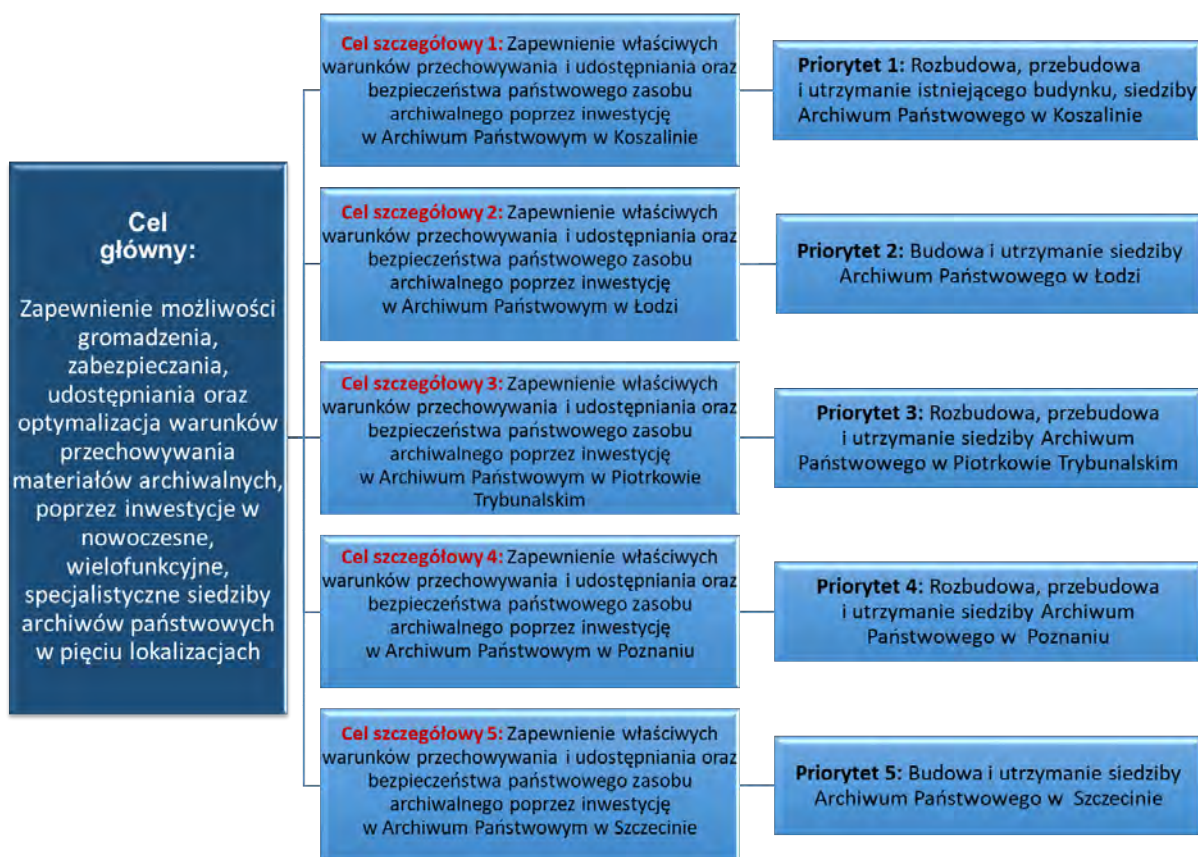 Cel
główny:
Zapewnienie możliwości
gromadzenia,
zabezpieczania,
udostępniania oraz
optymalizacja warunków
przechowywania
materiałów archiwalnych,
poprzez inwestycje w
nowoczesne,
wielofunkcyjne,
specjalistyczne siedziby
archiwów państwowych
w pięciu lokalizacjach
Cel szczegółowy 1: Zapewnienie właściwych
warunków przechowywania i udostępniania oraz
bezpieczeństwa państwowego zasobu
archiwalnego poprzez inwestycję
w Archiwum Państwowym w Koszalinie
Priorytet 1: Rozbudowa, przebudowa
i utrzymanie istniejącego budynku, siedziby
Archiwum Państwowego w Koszalinie
Cel szczegółowy 2: Zapewnienie właściwych
warunków przechowywania i udostępniania oraz
bezpieczeństwa państwowego zasobu
archiwalnego poprzez inwestycję
w Archiwum Państwowym w Łodzi
Priorytet 2: Budowa i utrzymanie siedziby
Archiwum Państwowego w Łodzi
Cel szczegółowy 3: Zapewnienie właściwych
warunków przechowywania i udostępniania oraz
bezpieczeństwa państwowego zasobu
archiwalnego poprzez inwestycję
w Archiwum Państwowym w Piotrkowie
Trybunalskim
Priorytet 3: Rozbudowa, przebudowa
i utrzymanie siedziby Archiwum
Państwowego w Piotrkowie Trybunalskim
Cel szczegółowy 4: Zapewnienie właściwych
warunków przechowywania i udostępniania oraz
bezpieczeństwa państwowego zasobu
archiwalnego poprzez inwestycję
w Archiwum Państwowym w Poznaniu
Priorytet 4: Rozbudowa, przebudowa
i utrzymanie siedziby Archiwum
Państwowego w Poznaniu
Cel szczegółowy 5: Zapewnienie właściwych
warunków przechowywania i udostępniania oraz
bezpieczeństwa państwowego zasobu
archiwalnego poprzez inwestycję
w Archiwum Państwowym w Szczecinie
Priorytet 5: Budowa i utrzymanie siedziby
Archiwum Państwowego w Szczecinie